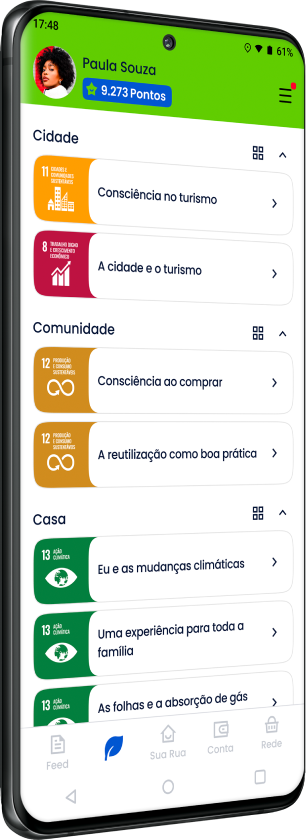 17:48
61%
Paula Souza
9.273 Pontos
Cidade
11 CIDADES E
COMUNIDADES
SUSTENTÁVEIS
Consciência no turismo
8 TRABALHO DIGNO
E CRESCIMENTO
ECONÔMICO
A cidade e o turismo
Comunidade
12 PRODUÇÃO
E CONSUMO
SUSTENTÁVEIS
Consciência ao comprar
12 PRODUÇÃO
E CONSUMO
SUSTENTÁVEIS
A reutilização como boa prática
Casa
13 AÇÃO
CLIMÁTICA
Eu e as mudanças climáticas
13 AÇÃO
CLIMÁTICA
Uma experiência para toda a
família
13 AÇÃO
CLIMÁTICA
As folhas e a absorção de gás
Feed
Sua Rua
Conta
Rede